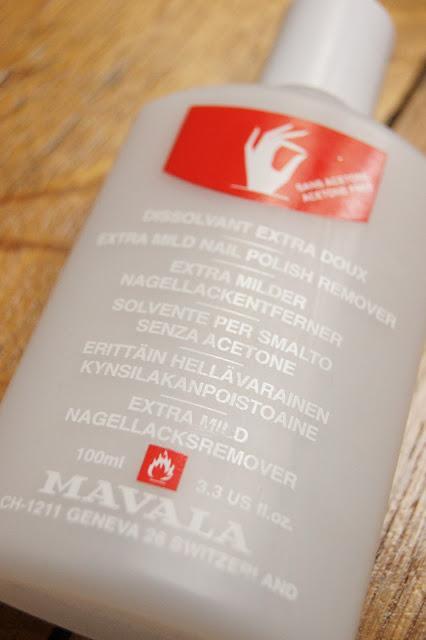 SANS ACETONE
ACETONE FREE
DISSOLVANT EXTRA DOUX
EXTRA MILD NAIL POLISH REMOVER
EXTRA MILDER
NAGELLACKENTFERNER
SOLVENTE PER SMALTO
SENZA ACETONE
ERITTÄIN HELLÄVARAINEN
KYNSILAKANPOISTOAINE
EXTRA MILD
NAGELLACKSREMOVER
100ml 3.3 US fl.oz.
MAVALA
CH-1211 GENEVA 26 SWITZERLAND